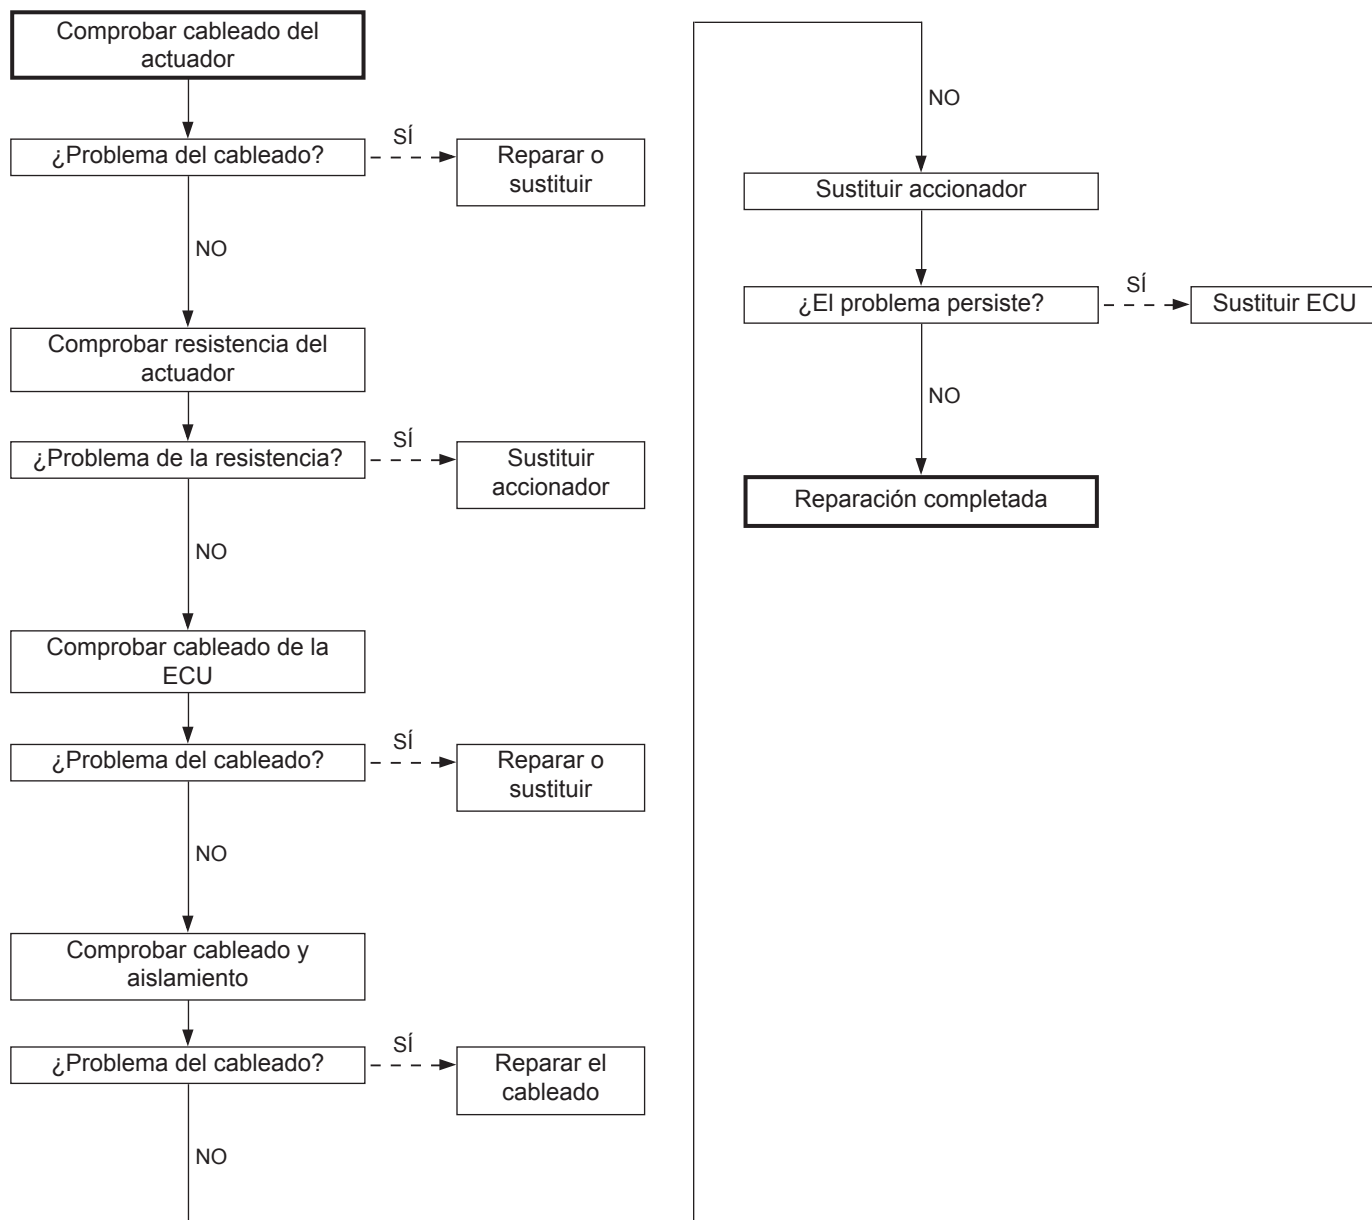 Comprobar cableado del
actuador
¿Problema del cableado?
SÍ
Reparar o
sustituir
NO
Comprobar resistencia del
actuador
¿Problema de la resistencia?
SÍ
Sustituir
accionador
NO
Comprobar cableado de la
ECU
¿Problema del cableado?
SÍ
Reparar o
sustituir
NO
Comprobar cableado y
aislamiento
¿Problema del cableado?
SÍ
Reparar el
cableado
NO
NO
Sustituir accionador
¿El problema persiste?
SÍ
Sustituir ECU
NO
Reparación completada